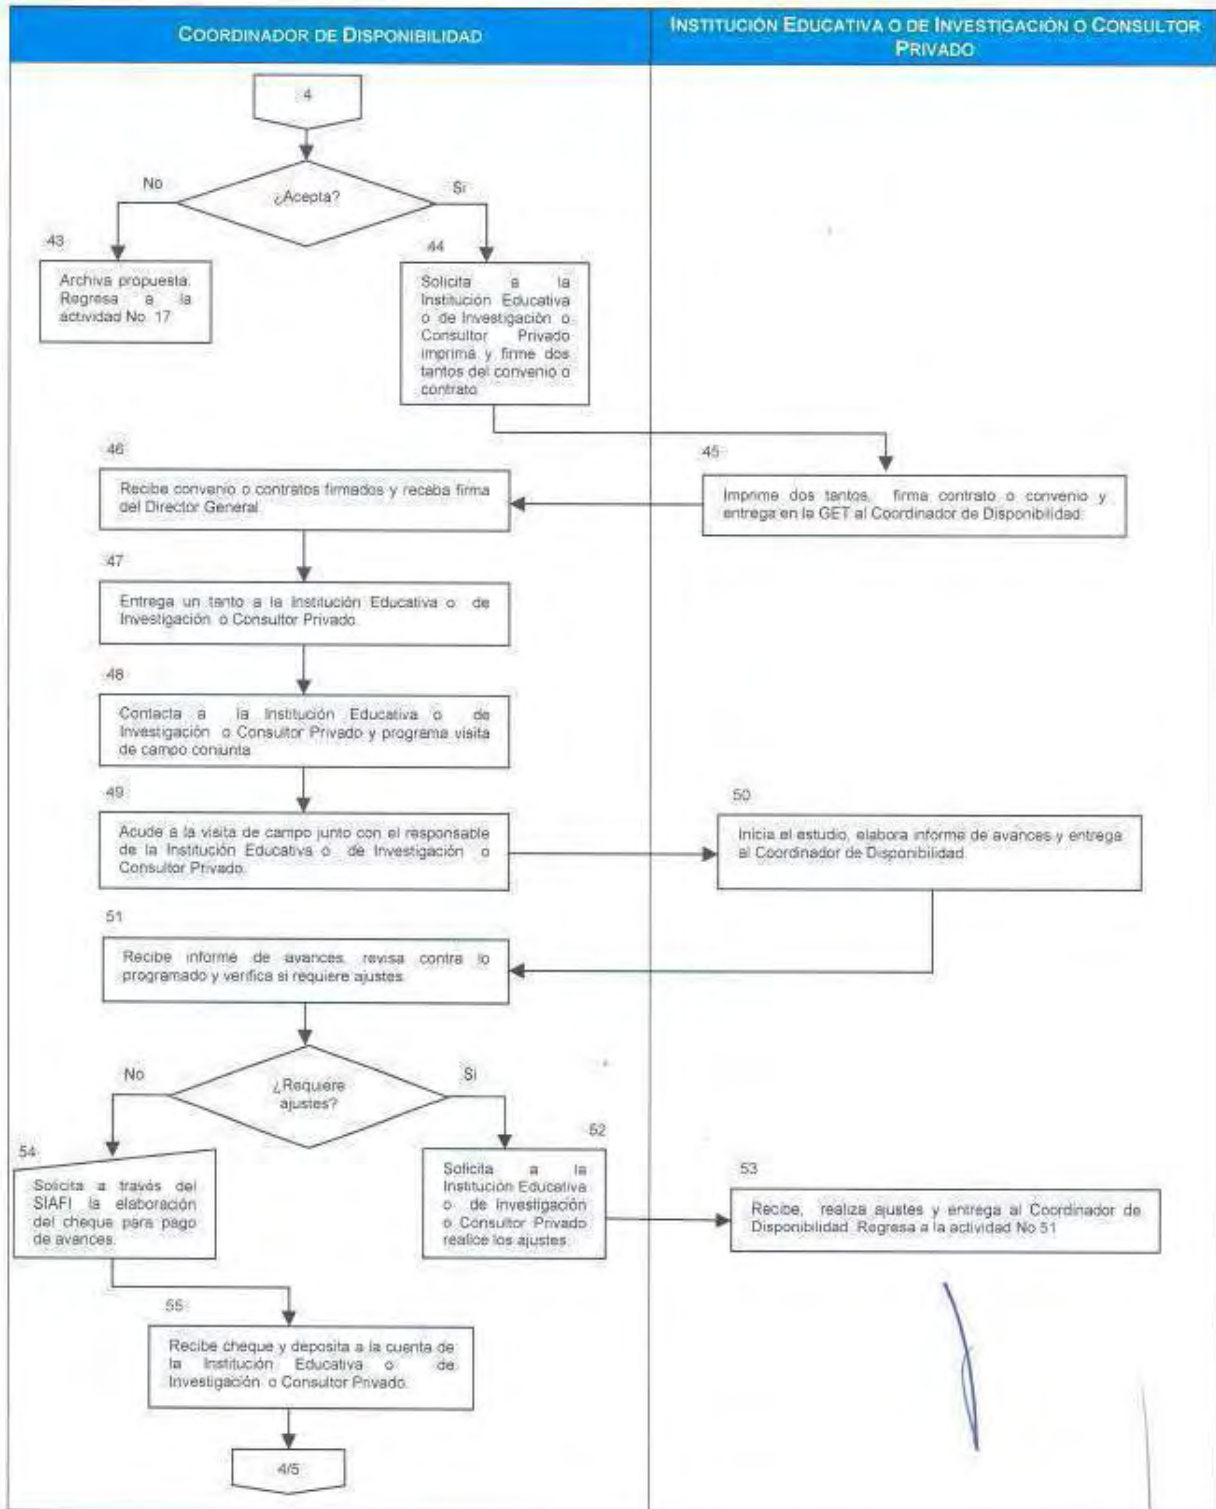 COORDINADOR DE DISPONIBILIDAD
INSTITUCIÓN EDUCATIVA O DE INVESTIGACIÓN O CONSULTOR
PRIVADO
4
¿Acepta?
No
Si
43
Archiva propuesta.
Regresa a la
actividad No. 17
44
Solicita a la
Institución Educativa
o de Investigación o
Consultor Privado
imprima y firme dos
tantos del convenio o
contrato
45
Imprime dos tantos, firma contrato o convenio y
entrega en la GET al Coordinador de Disponibilidad.
46
Recibe convenio o contratos firmados y recaba firma
del Director General.
47
Entrega un tanto a la Institución Educativa o de
Investigación o Consultor Privado.
48
Contacta a la Institución Educativa o de
Investigación o Consultor Privado y programa visita
de campo conjunta
49
Acude a la visita de campo junto con el responsable
de la Institución Educativa o de Investigación o
Consultor Privado.
50
Inicia el estudio, elabora informe de avances y entrega
al Coordinador de Disponibilidad.
51
Recibe informe de avances, revisa contra lo
programado y verifica si requiere ajustes.
¿Requiere
ajustes?
No
Si
54
Solicita a través del
SIAFI la elaboración
del cheque para pago
de avances.
52
Solicita a la
Institución Educativa
o de Investigación
o Consultor Privado
realice los ajustes.
53
Recibe, realiza ajustes y entrega al Coordinador de
Disponibilidad. Regresa a la actividad No 51
55
Recibe cheque y deposita a la cuenta de
la Institución Educativa o de
Investigación o Consultor Privado.
4/5